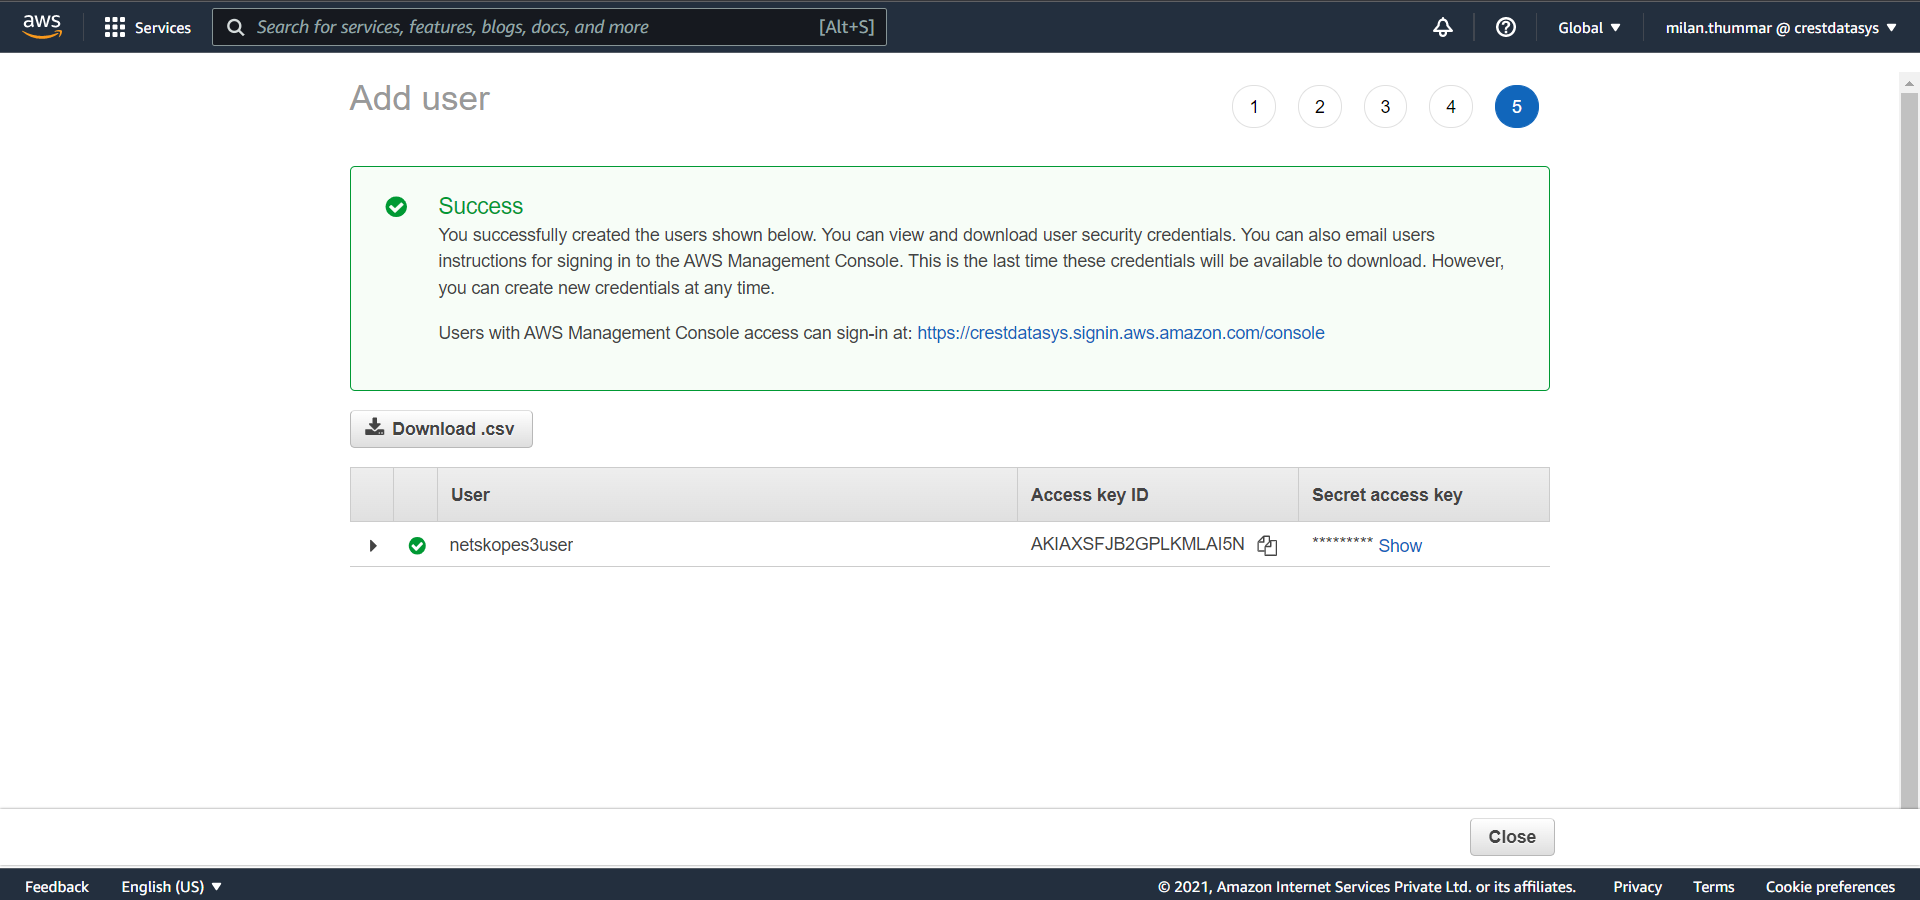 aws
Services
Search for services, features, blogs, docs, and more
[Alt+S]
Global
milan.thummar @ crestdatasys
Add user
1
2
3
4
5
Success
You successfully created the users shown below. You can view and download user security credentials. You can also email users
instructions for signing in to the AWS Management Console. This is the last time these credentials will be available to download. However,
you can create new credentials at any time.
Users with AWS Management Console access can sign-in at: https://crestdatasys.signin.aws.amazon.com/console
Download .csv
User
Access key ID
Secret access key
netskopes3user
AKIAXSFJB2GPLKMLAI5N
********* Show
Close
Feedback
English (US)
© 2021, Amazon Internet Services Private Ltd. or its affiliates.
Privacy
Terms
Cookie preferences